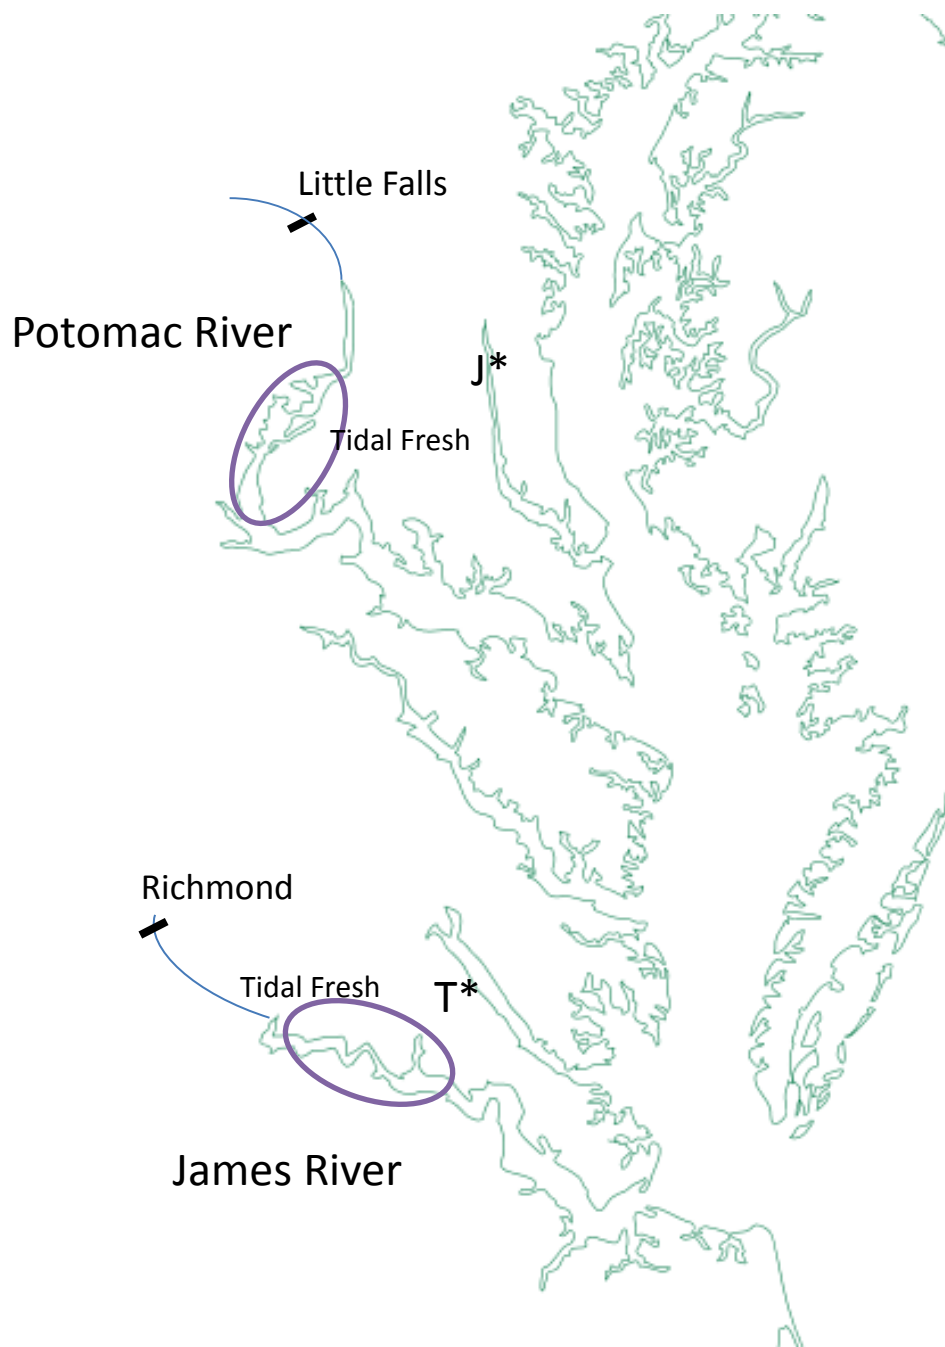 Little Falls
Potomac River
J*
Tidal Fresh
Richmond
Tidal Fresh
T*
James River